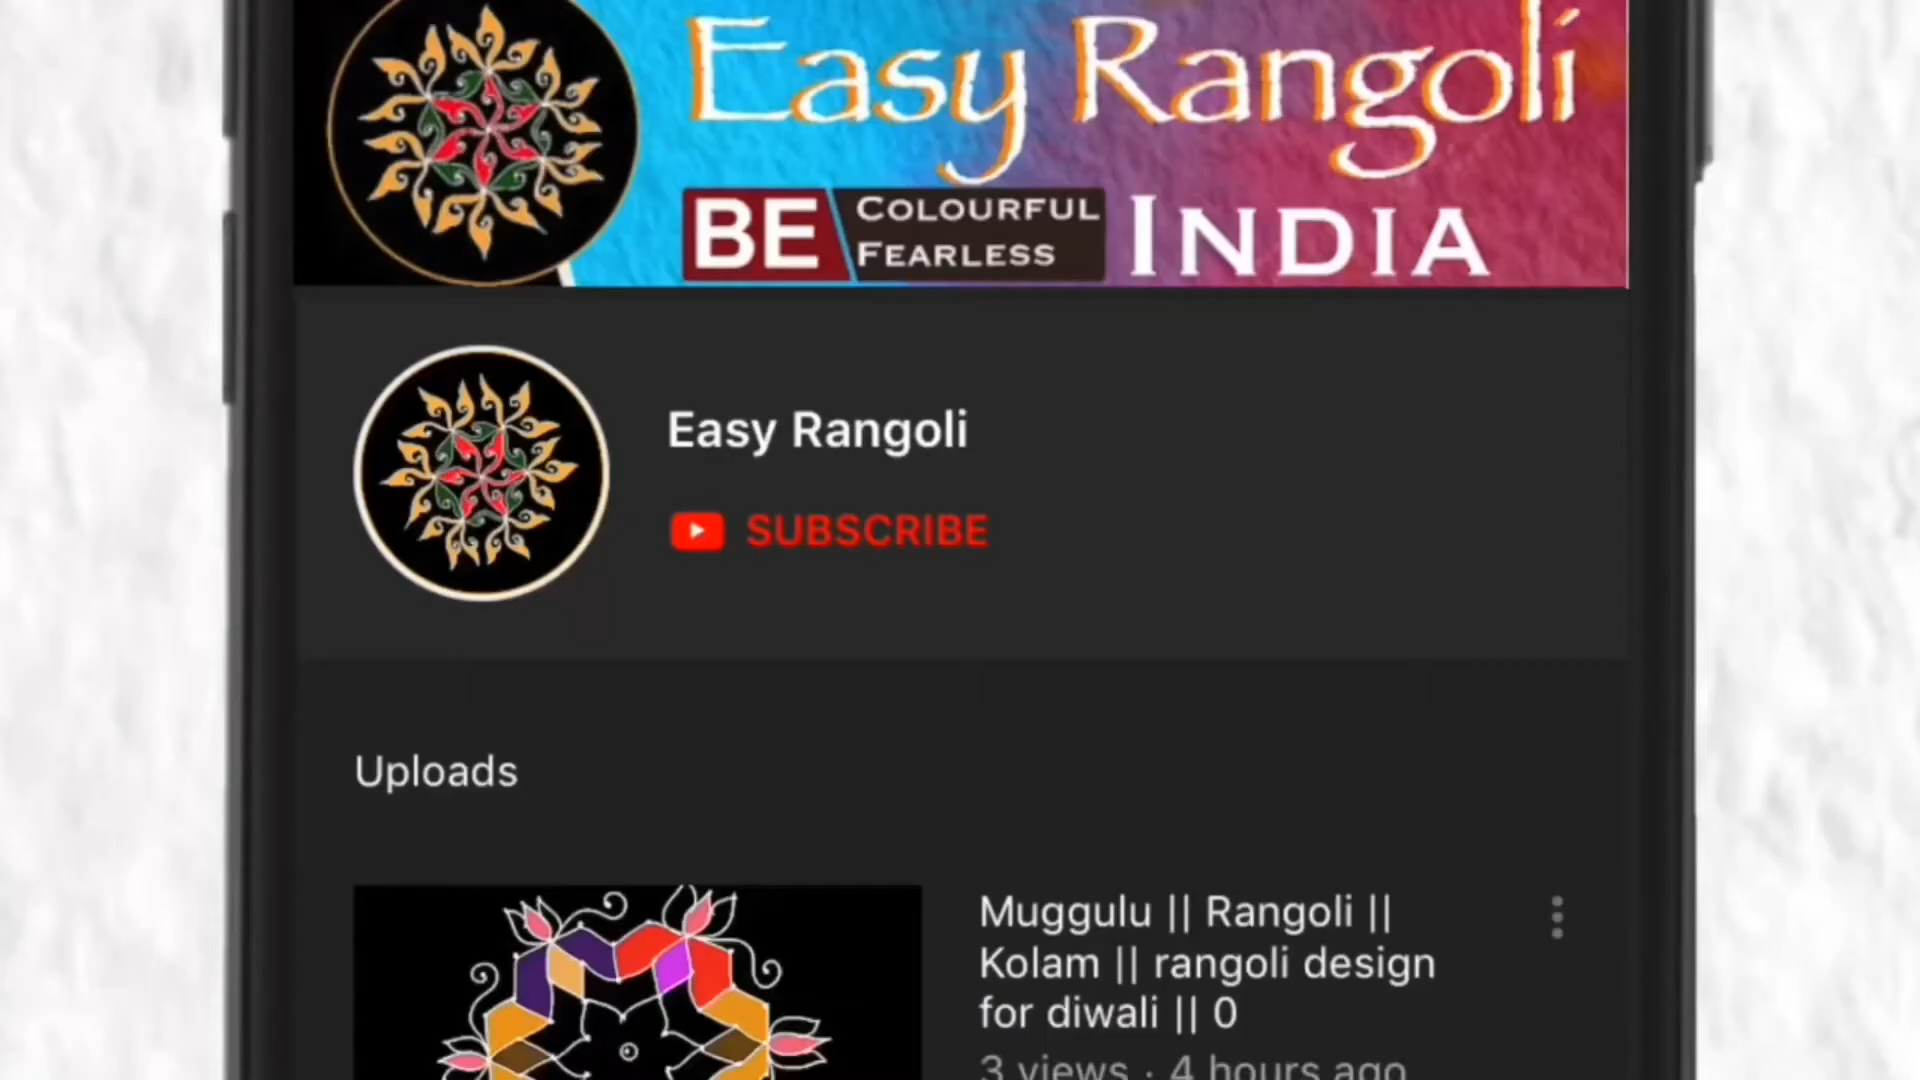 Easy Rangoli
BE COLOURFUL FEARLESS INDIA
Easy Rangoli
SUBSCRIBE
Uploads
Muggulu || Rangoli ||
Kolam || rangoli design
for diwali || 0
3 views · 4 hours ago